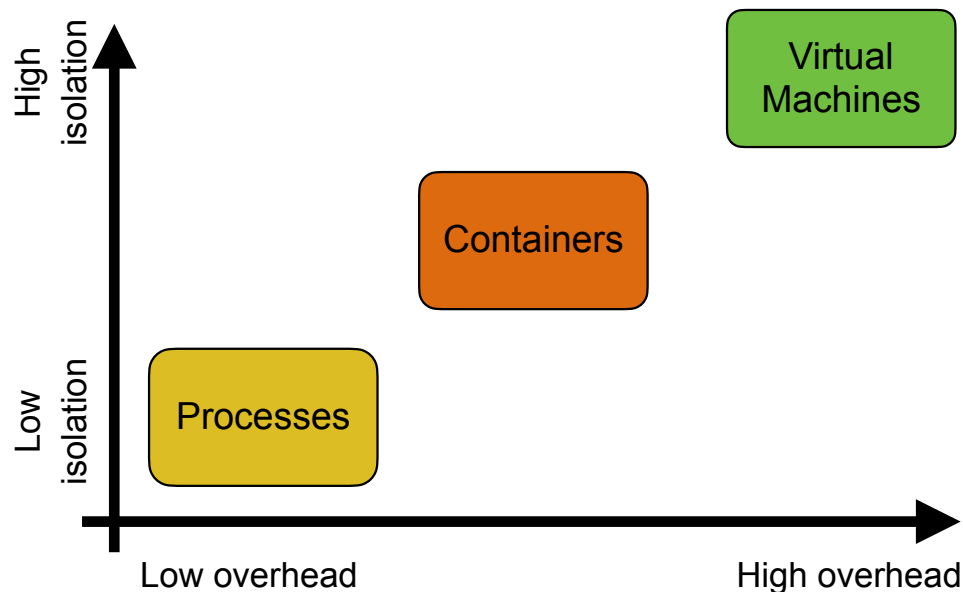 High
isolation
Virtual
Machines
Containers
Low
isolation
Processes
Low overhead
High overhead